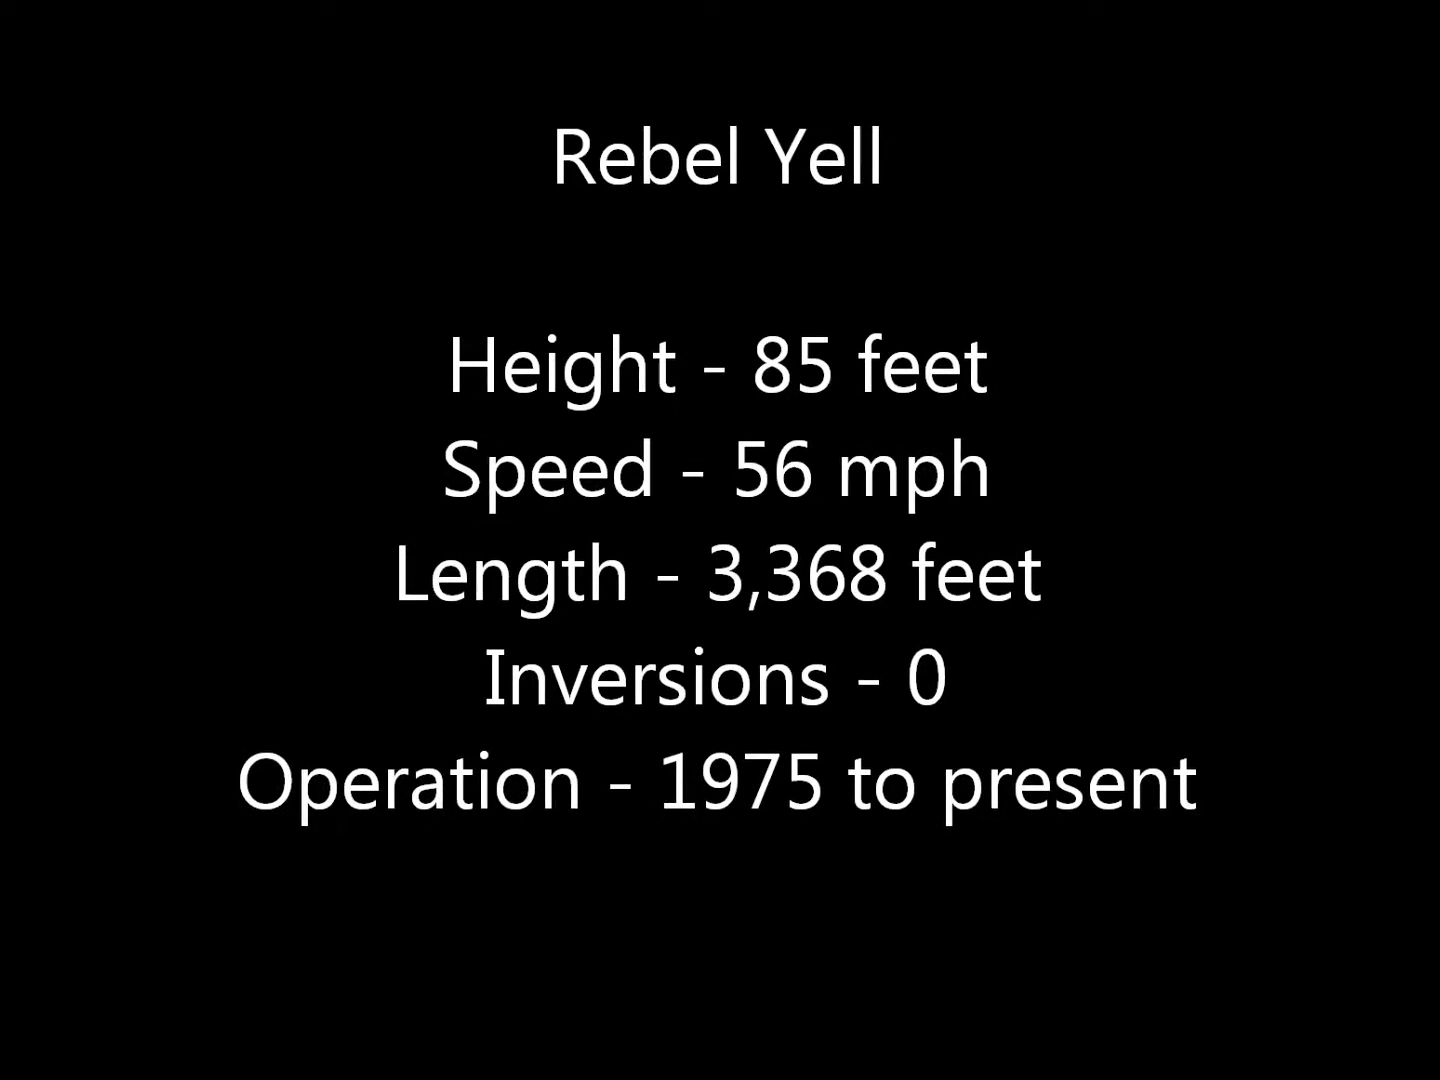 Rebel Yell
Height - 85 feet
Speed - 56 mph
Length - 3,368 feet
Inversions - 0
Operation - 1975 to present